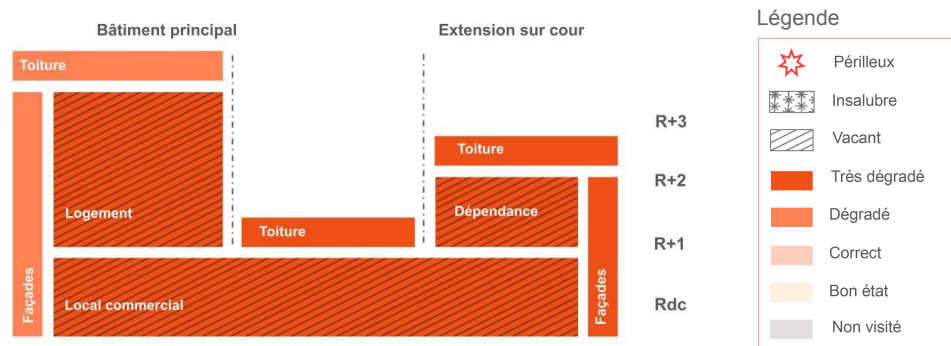 Bâtiment principal
Extension sur cour
Toiture
Logement
Toiture
Toiture
Dépendance
Façades
Local commercial
Façades
R+3
R+2
R+1
Rdc
Légende
Périlleux
Insalubre
Vacant
Très dégradé
Dégradé
Correct
Bon état
Non visité